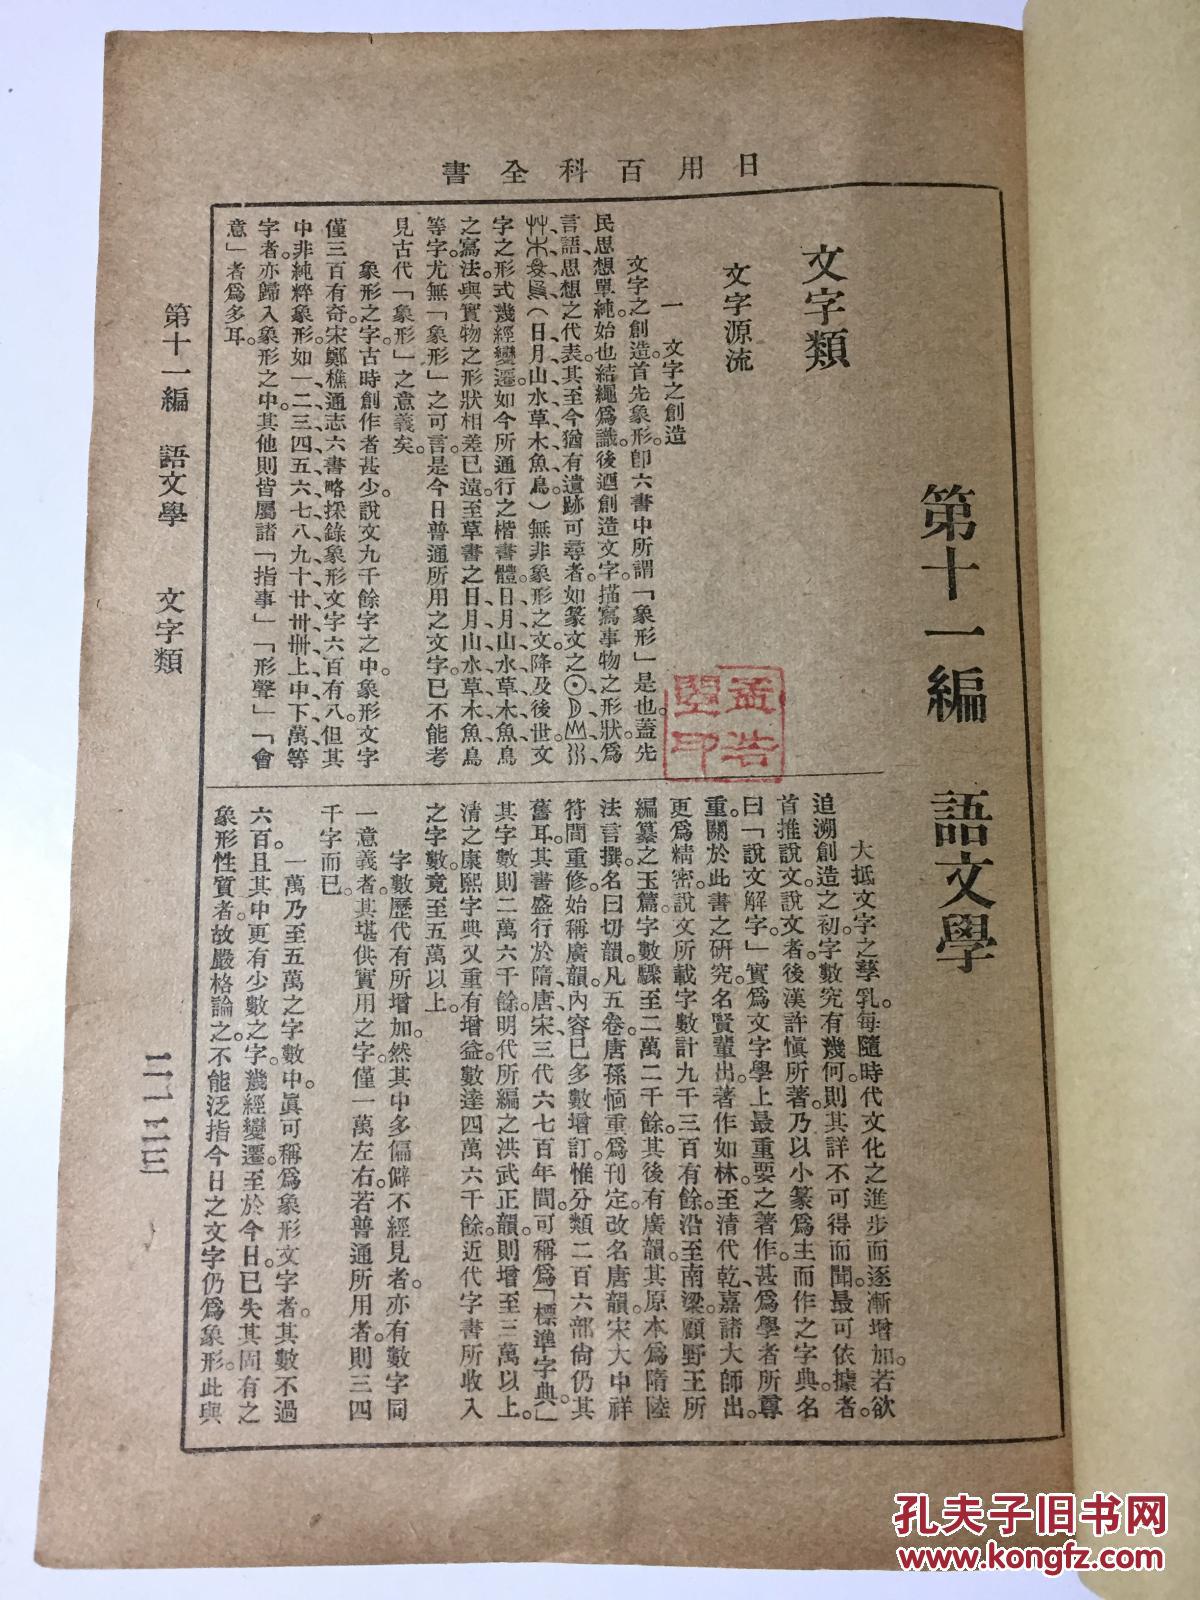 日用百科全書
第十一編　語文學
文字類
文字源流
一　文字之創造
文字之創造。首先象形。卽六書中所謂「象形」是也。蓋先
民思想單純。始也結繩爲識。後迺創造文字。描寫事物之形狀。爲
言語、思想之代表。其至今猶有遺跡可尋者。如篆文之
（日月山水草木魚鳥）無非象形之文。降及後世。文
字之形式。幾經變遷。如今所通行之楷書體。日、月、山、水、草、木、魚、鳥
之寫法。與實物之形狀相差已遠。至草書之日、月、山、水、草、木、魚、鳥
等字。尤無「象形」之可言。是今日普通所用之文字。已不能考
見古代「象形」之意義矣。
象形之字。古時創作者甚少。說文九千餘字之中。象形文字
僅三百有奇。宋鄭樵通志六書略採錄象形文字六百有八。但其
中非純粹象形。如一二三四五六七八九十廿卅卌上中下萬等
字者。亦歸入象形之中。其他則皆屬諸「指事」「形聲」「會
意」者爲多耳。
大抵文字之孳乳。每隨時代文化之進步而逐漸增加。若欲
追溯創造之初。字數究有幾何。則其詳不可得而聞。最可依據者。
首推說文。說文者。後漢許愼所著。乃以小篆爲主而作之字典。名
曰「說文解字」實爲文字學上最重要之著作。甚爲學者所尊
重。關於此書之研究。名賢輩出。著作如林。至淸代乾、嘉諸大師出。
更爲精密。說文所載字數。計九千三百有餘。沿至南梁顧野王所
編纂之玉篇。字數驟至二萬二千餘。其後有廣韻。其原本爲隋陸
法言撰。名曰切韻。凡五卷。唐孫愐重爲刊定。改名唐韻。宋大中祥
符間重修。始稱廣韻。內容已多數增訂。惟分類二百六部。尙仍其
舊耳。其書盛行於隋、唐、宋三代六七百年間。可稱爲「標準字典」
其字數則二萬六千餘。明代所編之洪武正韻。則增至三萬以上。
淸之康熙字典。又重有增益。數達四萬六千餘。近代字書所收入
之字數。竟至五萬以上。
字數歷代有所增加。然其中多偏僻不經見者。亦有數字同
一意義者。其堪供實用之字。僅一萬左右。若普通所用者。則三四
千字而已。
一萬乃至五萬之字數中。眞可稱爲象形文字者。其數不過
六百。且其中更有少數之字。幾經變遷。至於今日。已失其固有之
象形性質者。故嚴格論之。不能泛指今日之文字仍爲象形。此與
第十一編　語文學　文字類
二一二三
孔夫子旧书网
www.kongfz.com